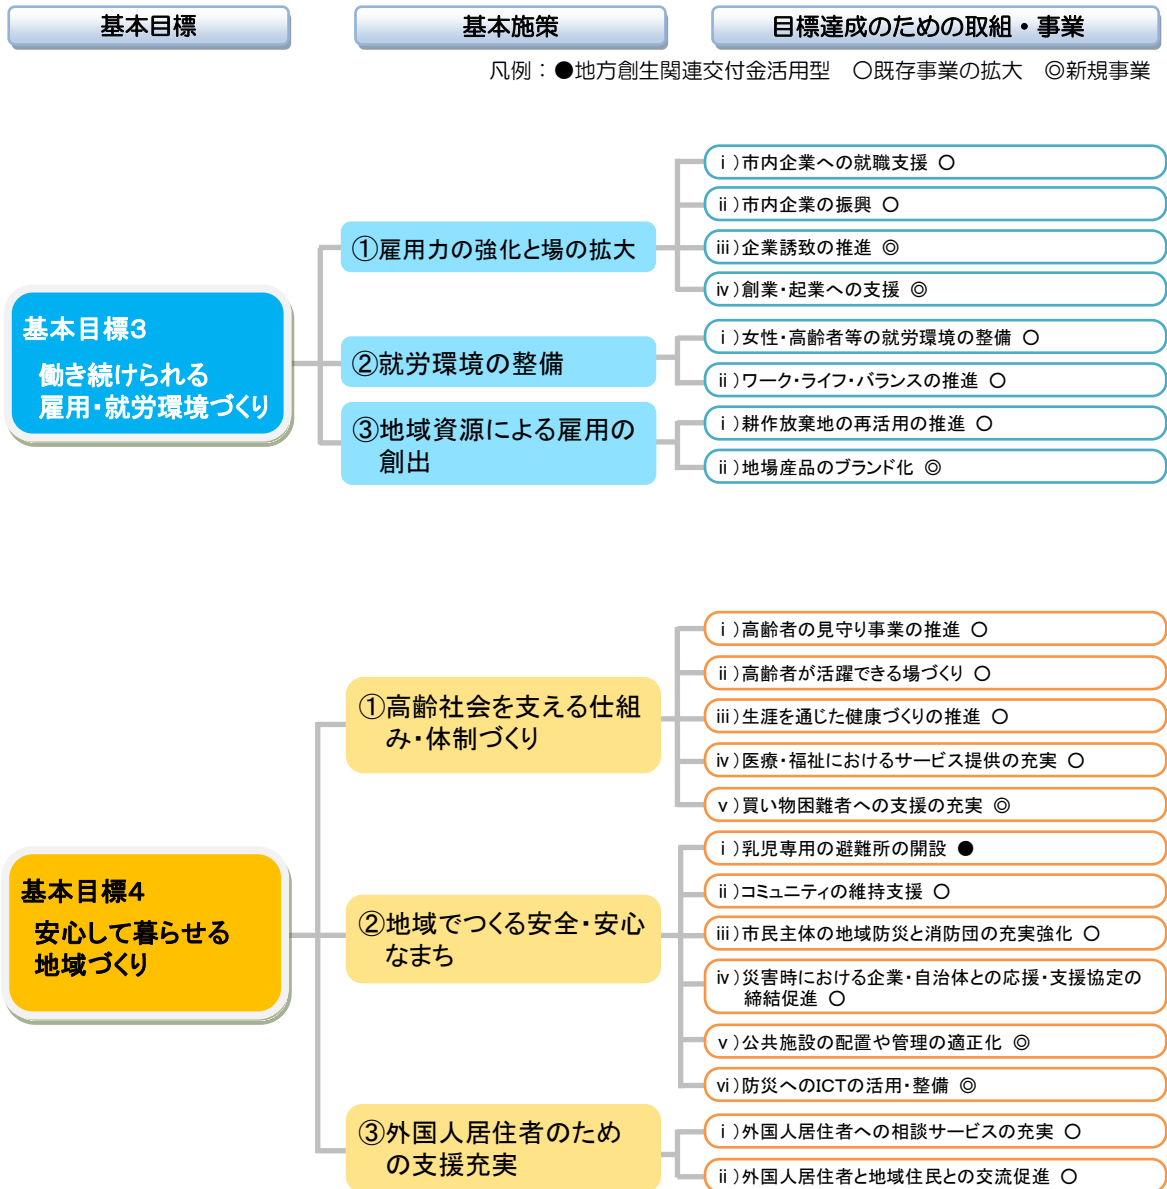 基本目標
基本施策
目標達成のための取組・事業
凡例：●地方創生関連交付金活用型　○既存事業の拡大　◎新規事業
基本目標3
働き続けられる
雇用・就労環境づくり
①雇用力の強化と場の拡大
ⅰ)市内企業への就職支援 ○
ⅱ)市内企業の振興 ○
ⅲ)企業誘致の推進 ◎
ⅳ)創業・起業への支援 ◎
②就労環境の整備
ⅰ)女性・高齢者等の就労環境の整備 ○
ⅱ)ワーク・ライフ・バランスの推進 ○
③地域資源による雇用の
創出
ⅰ)耕作放棄地の再活用の推進 ○
ⅱ)地場産品のブランド化 ◎
基本目標4
安心して暮らせる
地域づくり
①高齢社会を支える仕組
み・体制づくり
ⅰ)高齢者の見守り事業の推進 ○
ⅱ)高齢者が活躍できる場づくり ○
ⅲ)生涯を通じた健康づくりの推進 ○
ⅳ)医療・福祉におけるサービス提供の充実 ○
ⅴ)買い物困難者への支援の充実 ◎
②地域でつくる安全・安心
なまち
ⅰ)乳児専用の避難所の開設 ●
ⅱ)コミュニティの維持支援 ○
ⅲ)市民主体の地域防災と消防団の充実強化 ○
ⅳ)災害時における企業・自治体との応援・支援協定の
締結促進 ○
ⅴ)公共施設の配置や管理の適正化 ◎
ⅵ)防災へのICTの活用・整備 ◎
③外国人居住者のため
の支援充実
ⅰ)外国人居住者への相談サービスの充実 ○
ⅱ)外国人居住者と地域住民との交流促進 ○